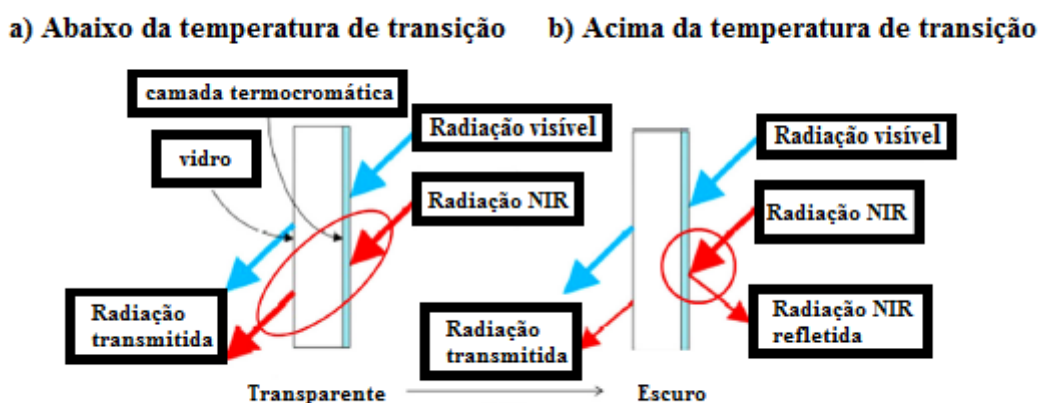 a) Abaixo da temperatura de transição
b) Acima da temperatura de transição
camada termocromática
vidro
Radiação visível
Radiação NIR
Radiação
transmitida
Radiação visível
Radiação NIR
Radiação NIR
refletida
Radiação
transmitida
Transparente
Escuro